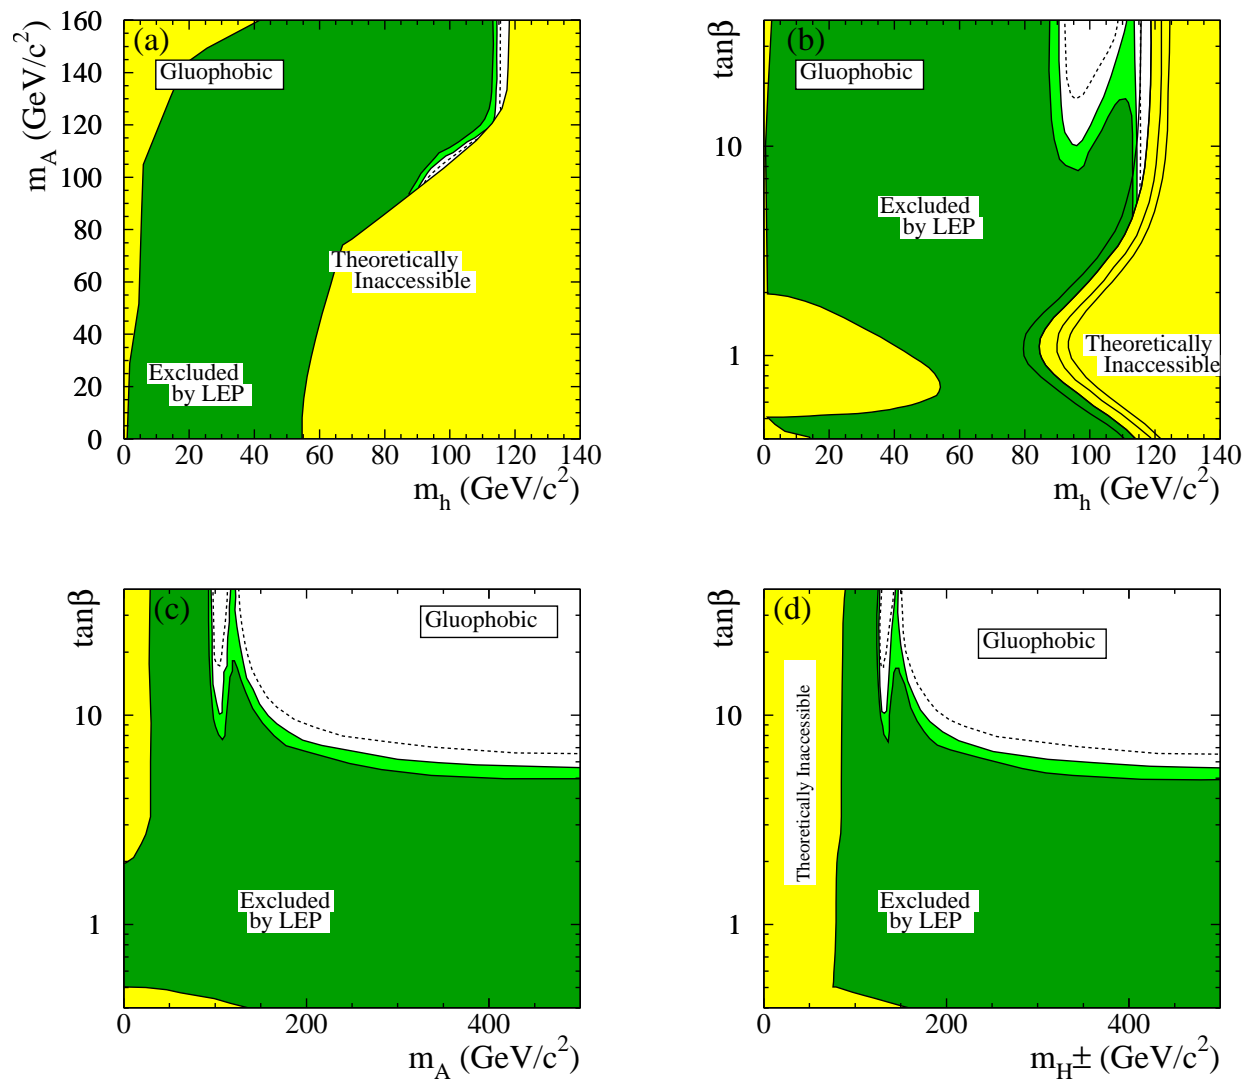 (a)
Gluophobic
Theoretically
Inaccessible
Excluded
by LEP
m_A (GeV/c²)
160
140
120
100
80
60
40
20
0
0 20 40 60 80 100 120 140
m_h (GeV/c²)
(b)
Gluophobic
Excluded
by LEP
Theoretically
Inaccessible
tanβ
10
1
0 20 40 60 80 100 120 140
m_h (GeV/c²)
(c)
Gluophobic
Excluded
by LEP
tanβ
10
1
0 200 400
m_A (GeV/c²)
(d)
Gluophobic
Theoretically Inaccessible
Excluded
by LEP
tanβ
10
1
0 200 400
m_H± (GeV/c²)